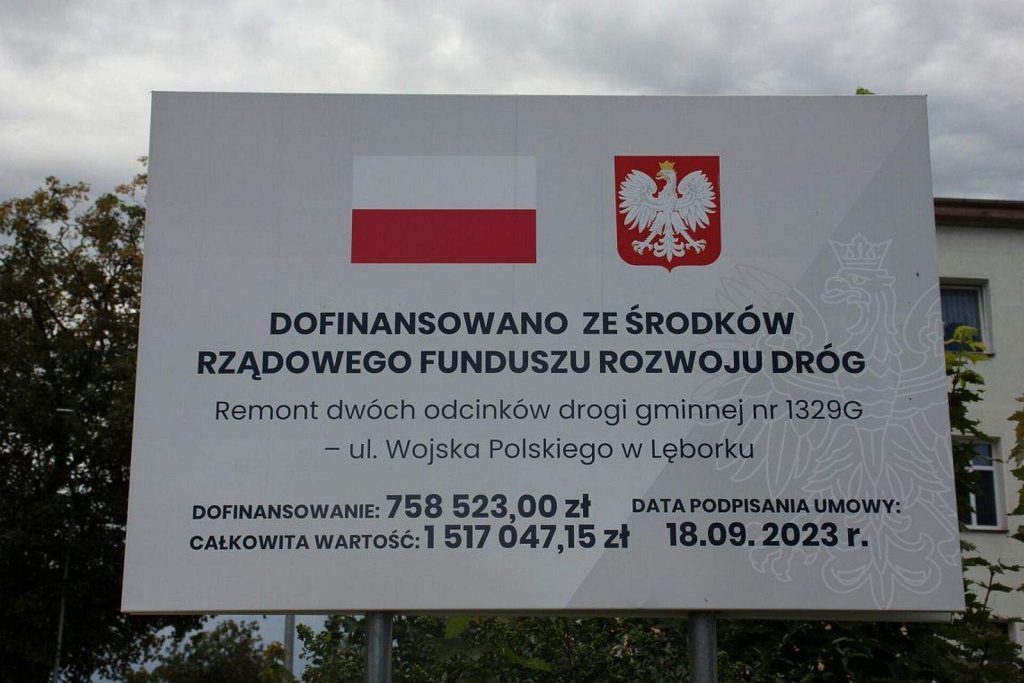 DOFINANSOWANO ZE ŚRODKÓW
RZĄDOWEGO FUNDUSZU ROZWOJU DRÓG
Remont dwóch odcinków drogi gminnej nr 1329G
– ul. Wojska Polskiego w Lęborku
DOFINANSOWANIE: 758 523,00 zł
CAŁKOWITA WARTOŚĆ: 1 517 047,15 zł
DATA PODPISANIA UMOWY:
18.09. 2023 r.